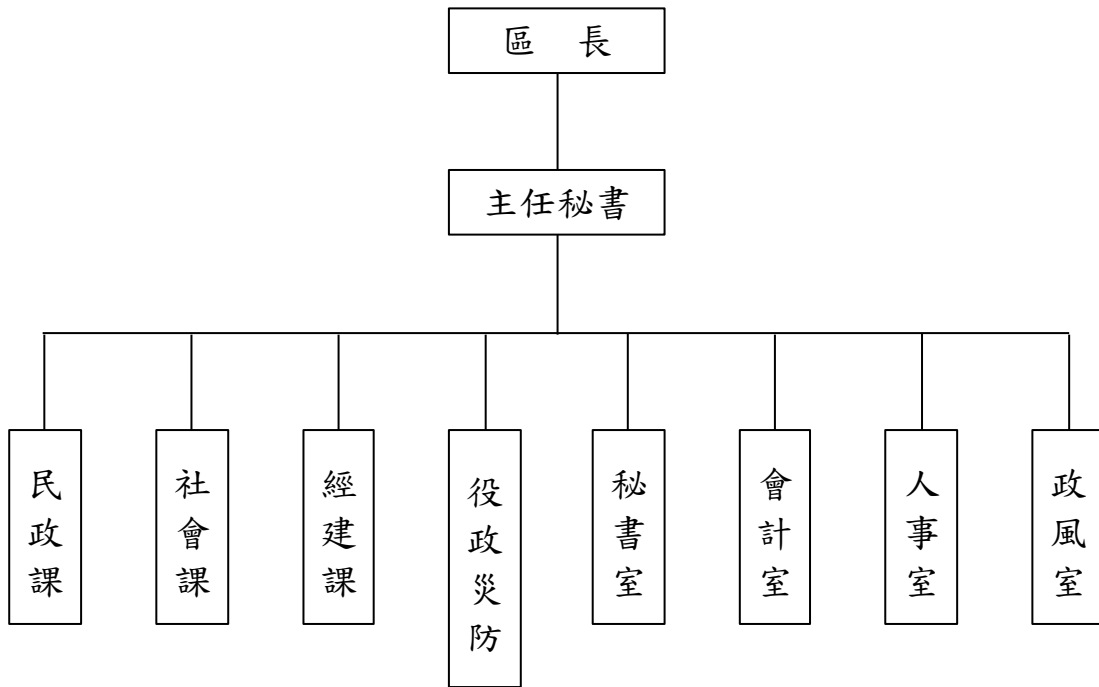 區　長
主任秘書
民政課
社會課
經建課
役政災防
秘書室
會計室
人事室
政風室